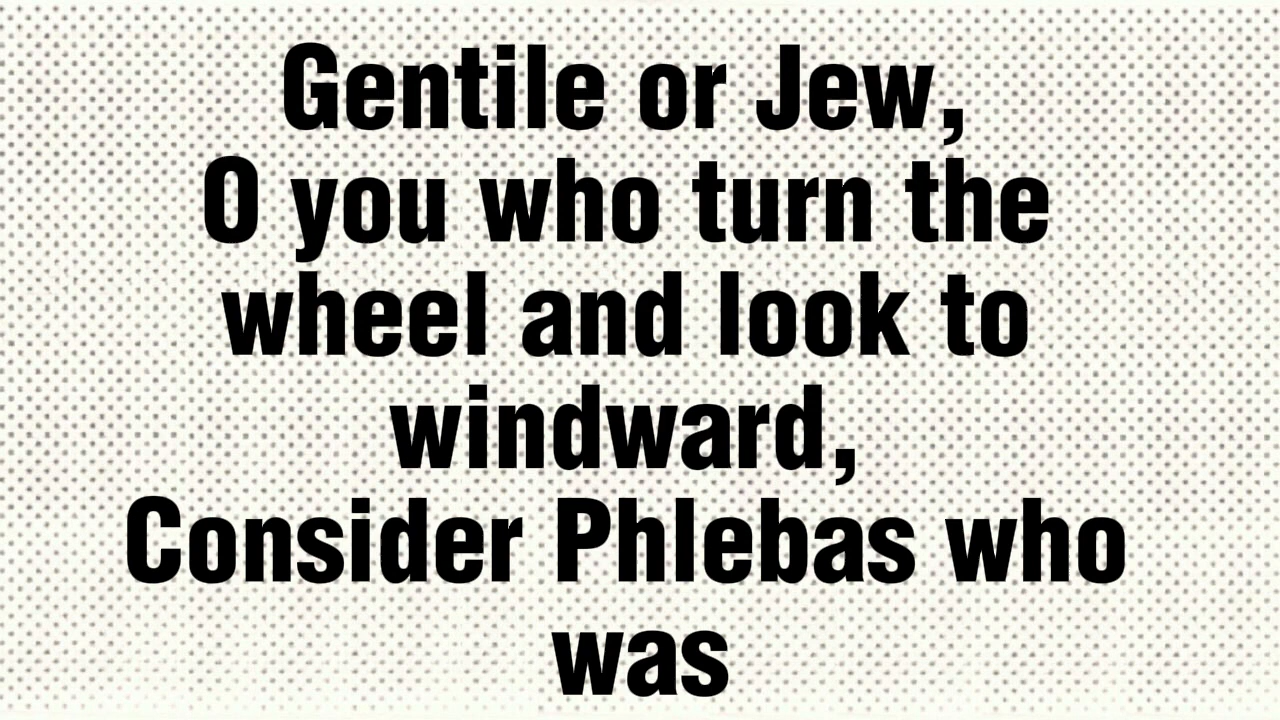 Gentile or Jew,
O you who turn the
wheel and look to
windward,
Consider Phlebas who
was